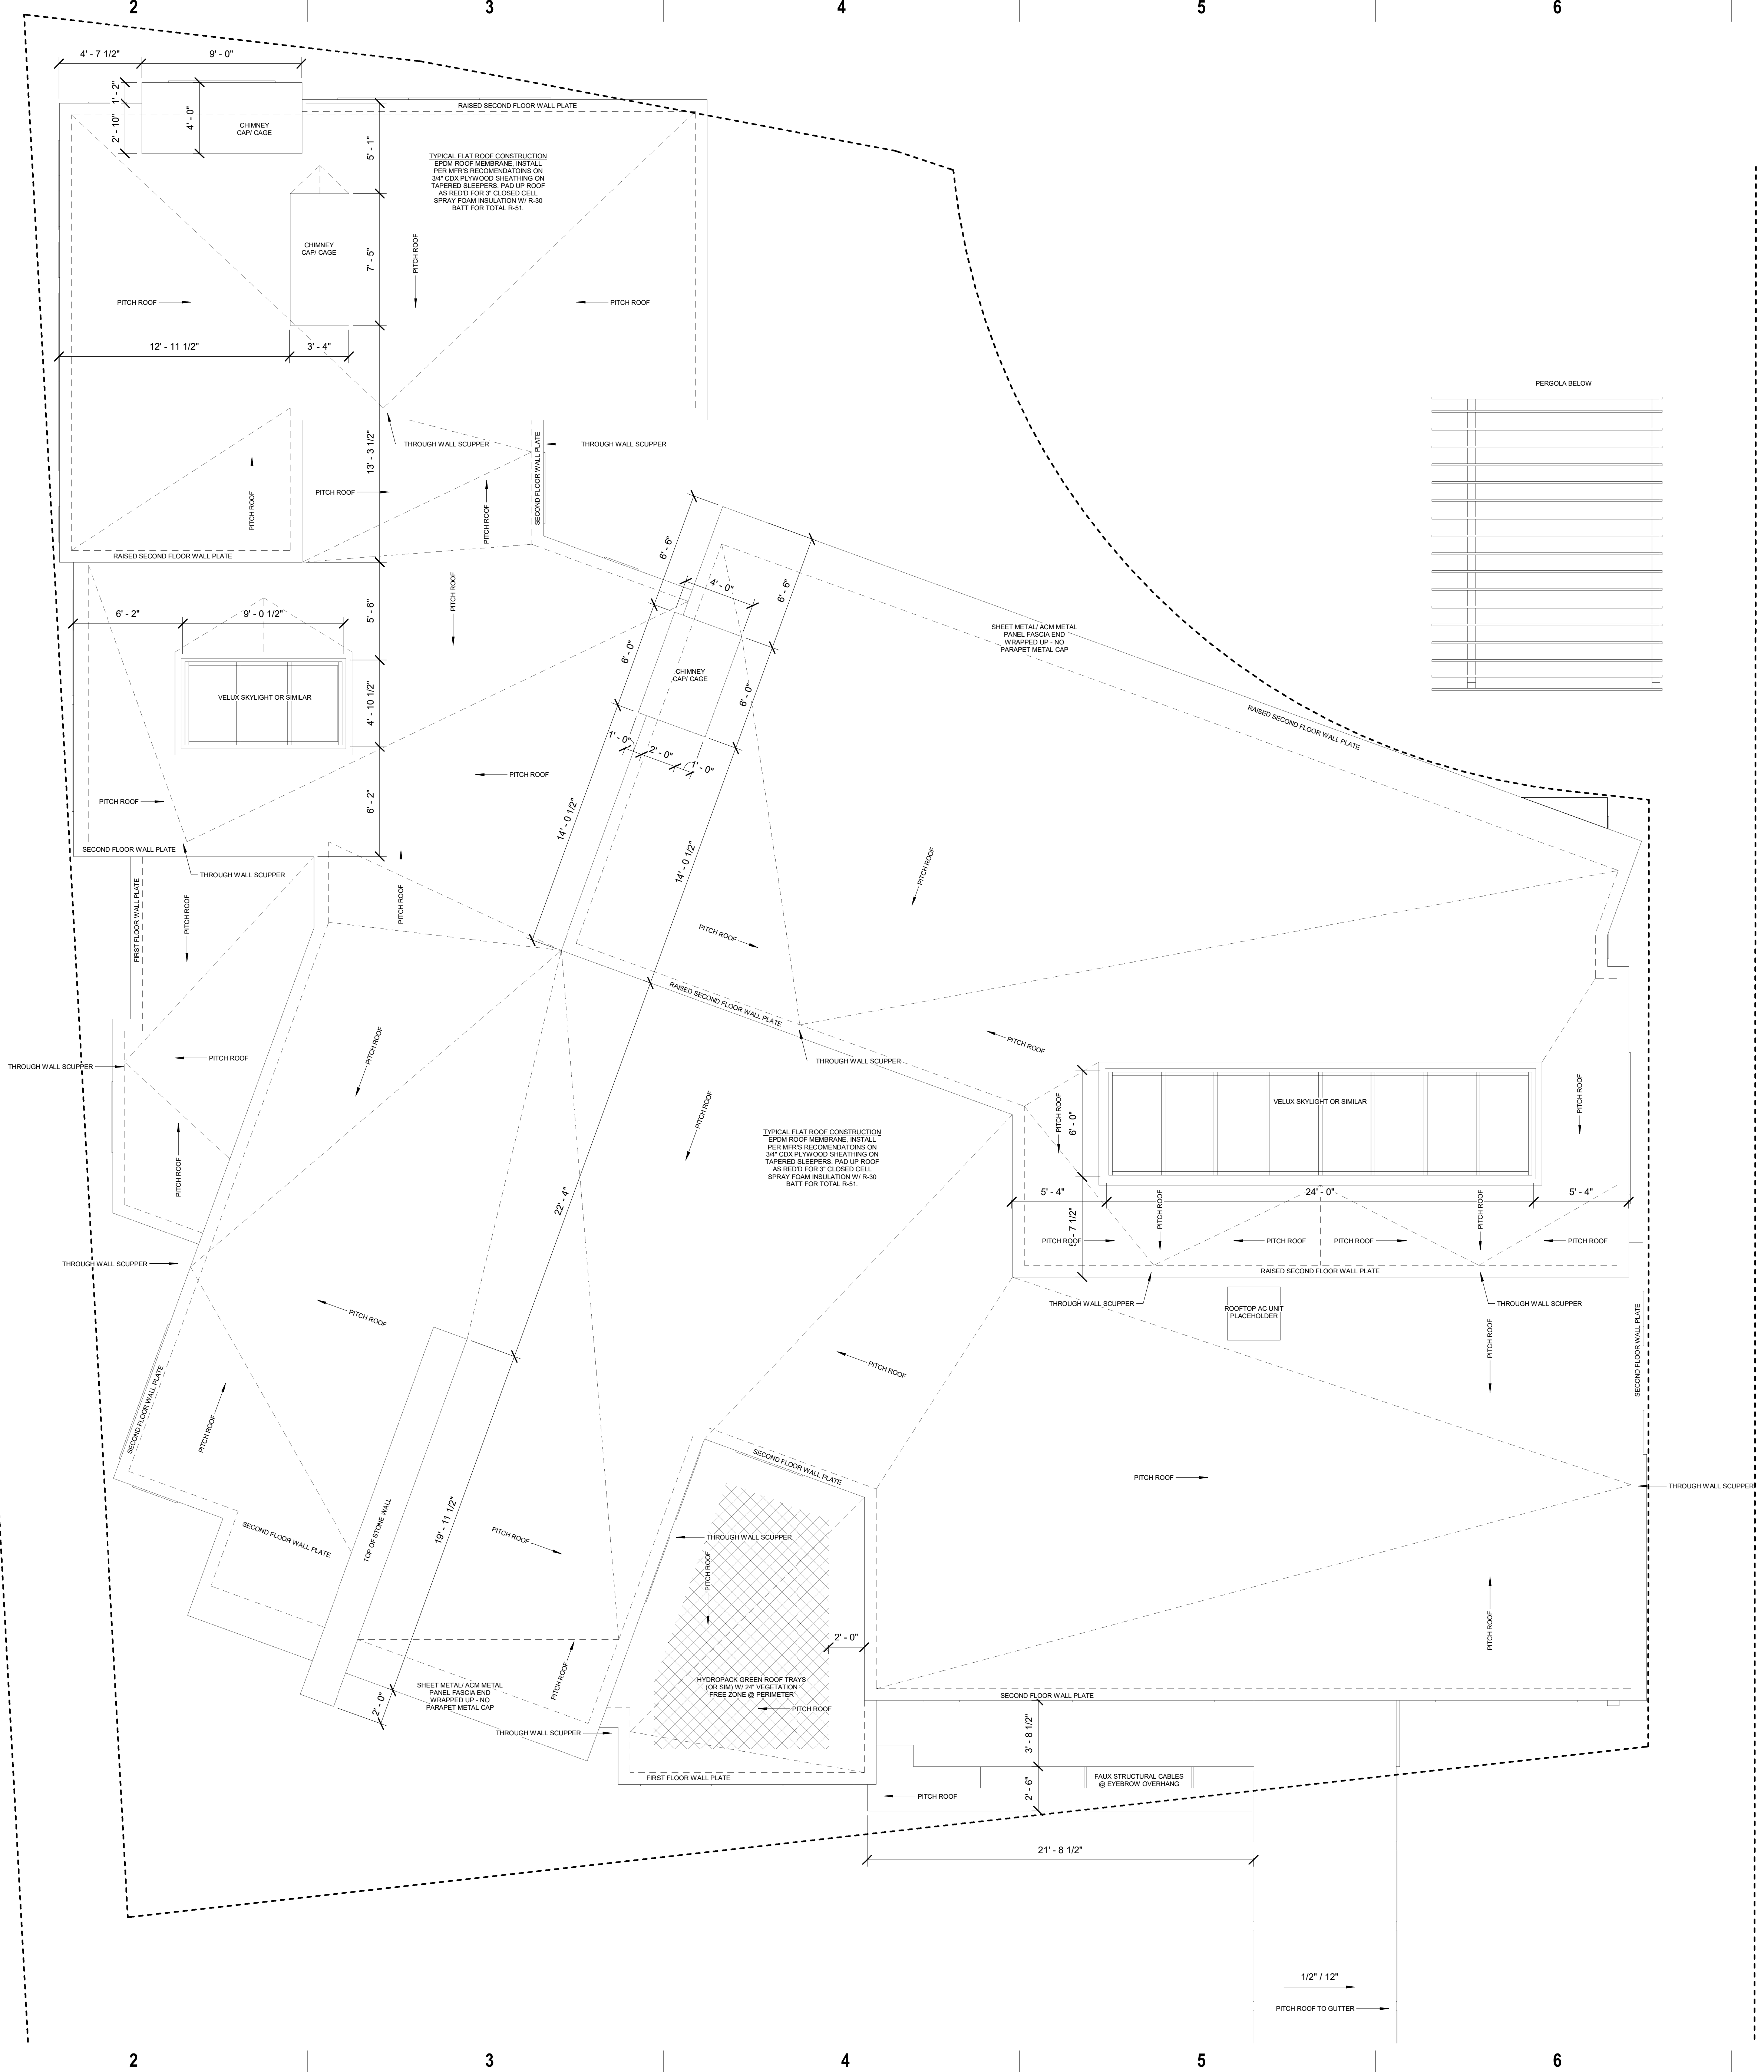 2
3
4
5
6
4' - 7 1/2"
9' - 0"
1' - 2"
2' - 10"
4' - 0"
CHIMNEY
CAP/ CAGE
RAISED SECOND FLOOR WALL PLATE
5' - 1"
TYPICAL FLAT ROOF CONSTRUCTION
EPDM ROOF MEMBRANE, INSTALL
PER MFR'S RECOMENDATOINS ON
3/4" CDX PLYWOOD SHEATHING ON
TAPERED SLEEPERS. PAD UP ROOF
AS RED'D FOR 3" CLOSED CELL
SPRAY FOAM INSULATION W/ R-30
BATT FOR TOTAL R-51.
CHIMNEY
CAP/ CAGE
7' - 5"
PITCH ROOF
PITCH ROOF
PITCH ROOF
12' - 11 1/2"
3' - 4"
PERGOLA BELOW
THROUGH WALL SCUPPER
THROUGH WALL SCUPPER
13' - 3 1/2"
SECOND FLOOR WALL PLATE
PITCH ROOF
PITCH ROOF
PITCH ROOF
RAISED SECOND FLOOR WALL PLATE
6' - 6"
4' - 0"
6' - 6"
PITCH ROOF
5' - 6"
6' - 2"
9' - 0 1/2"
SHEET METAL/ ACM METAL
PANEL FASCIA END
WRAPPED UP - NO
PARAPET METAL CAP
6' - 0"
CHIMNEY
CAP/ CAGE
6' - 0"
VELUX SKYLIGHT OR SIMILAR
4' - 10 1/2"
RAISED SECOND FLOOR WALL PLATE
1' - 0"
2' - 0"
1' - 0"
PITCH ROOF
PITCH ROOF
6' - 2"
14' - 0 1/2"
14' - 0 1/2"
SECOND FLOOR WALL PLATE
THROUGH WALL SCUPPER
PITCH ROOF
PITCH ROOF
FIRST FLOOR WALL PLATE
PITCH ROOF
PITCH ROOF
RAISED SECOND FLOOR WALL PLATE
PITCH ROOF
PITCH ROOF
PITCH ROOF
THROUGH WALL SCUPPER
THROUGH WALL SCUPPER
VELUX SKYLIGHT OR SIMILAR
PITCH ROOF
6' - 0"
PITCH ROOF
PITCH ROOF
TYPICAL FLAT ROOF CONSTRUCTION
EPDM ROOF MEMBRANE, INSTALL
PER MFR'S RECOMENDATOINS ON
3/4" CDX PLYWOOD SHEATHING ON
TAPERED SLEEPERS. PAD UP ROOF
AS RED'D FOR 3" CLOSED CELL
SPRAY FOAM INSULATION W/ R-30
BATT FOR TOTAL R-51.
PITCH ROOF
22' - 4"
5' - 4"
24' - 0"
5' - 4"
5' - 7 1/2"
PITCH ROOF
PITCH ROOF
PITCH ROOF
PITCH ROOF
PITCH ROOF
PITCH ROOF
THROUGH WALL SCUPPER
RAISED SECOND FLOOR WALL PLATE
THROUGH WALL SCUPPER
THROUGH WALL SCUPPER
ROOFTOP AC UNIT
PLACEHOLDER
PITCH ROOF
PITCH ROOF
SECOND FLOOR WALL PLATE
PITCH ROOF
SECOND FLOOR WALL PLATE
PITCH ROOF
SECOND FLOOR WALL PLATE
PITCH ROOF
THROUGH WALL SCUPPER
19' - 11 1/2"
TOP OF STONE WALL
SECOND FLOOR WALL PLATE
PITCH ROOF
THROUGH WALL SCUPPER
PITCH ROOF
PITCH ROOF
2' - 0"
PITCH ROOF
HYDROPACK GREEN ROOF TRAYS
(OR SIM) W/ 24" VEGETATION
FREE ZONE @ PERIMETER
PITCH ROOF
SHEET METAL/ ACM METAL
PANEL FASCIA END
WRAPPED UP - NO
PARAPET METAL CAP
2' - 0"
THROUGH WALL SCUPPER
SECOND FLOOR WALL PLATE
3' - 8 1/2"
FIRST FLOOR WALL PLATE
FAUX STRUCTURAL CABLES
@ EYEBROW OVERHANG
2' - 6"
PITCH ROOF
21' - 8 1/2"
1/2" / 12"
PITCH ROOF TO GUTTER
2
3
4
5
6